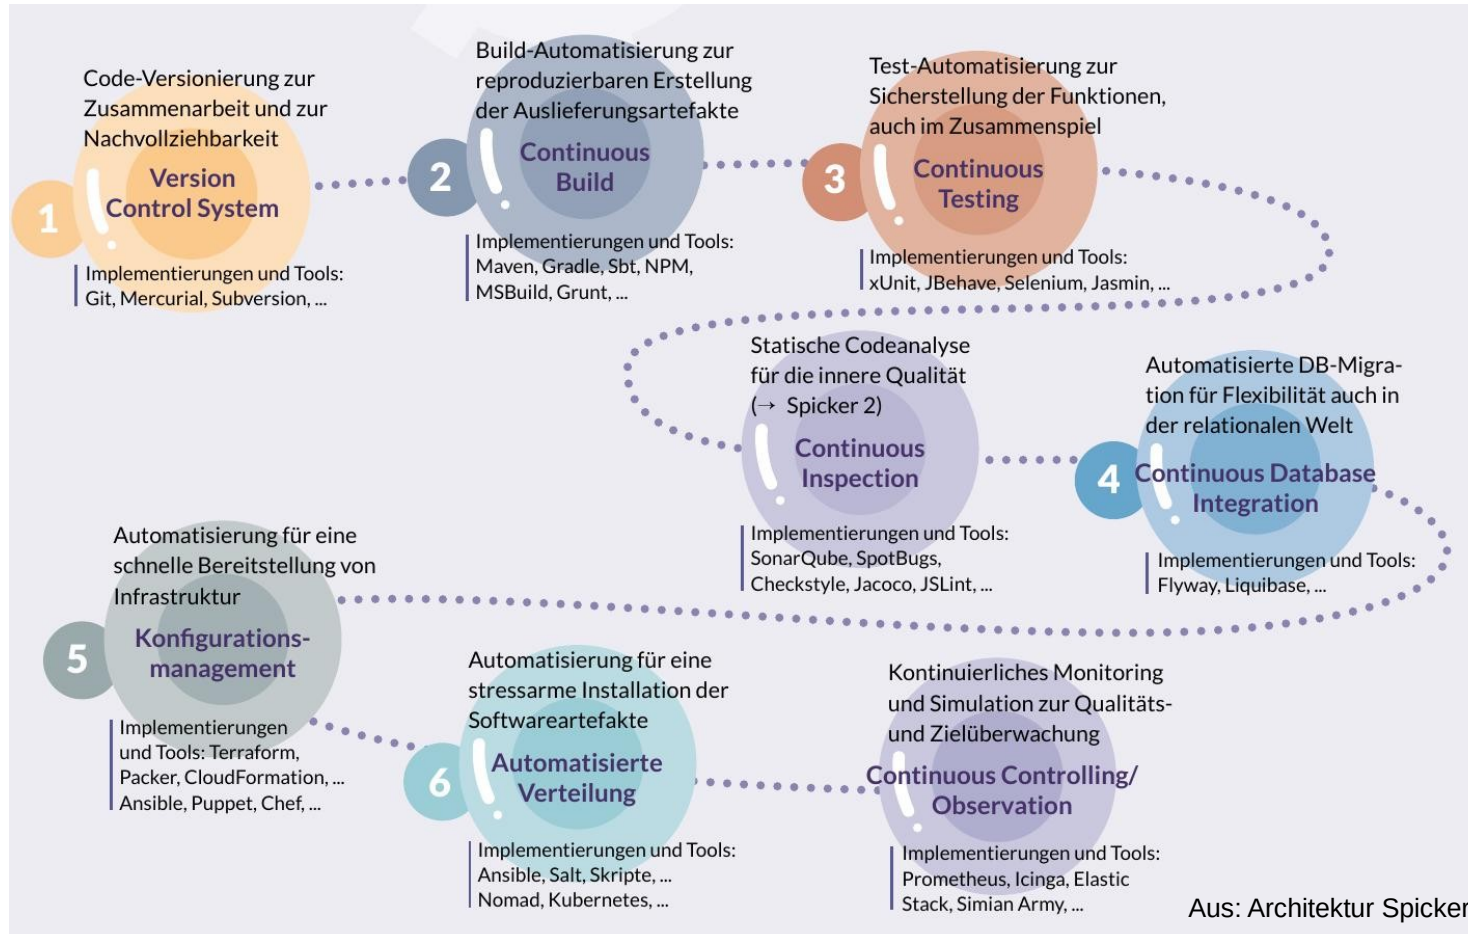 Code-Versionierung zur
Zusammenarbeit und zur
Nachvollziehbarkeit
1
Version
Control System
Implementierungen und Tools:
Git, Mercurial, Subversion, ...
Build-Automatisierung zur
reproduzierbaren Erstellung
der Auslieferungsartefakte
2
Continuous
Build
Implementierungen und Tools:
Maven, Gradle, Sbt, NPM,
MSBuild, Grunt, ...
Test-Automatisierung zur
Sicherstellung der Funktionen,
auch im Zusammenspiel
3
Continuous
Testing
Implementierungen und Tools:
xUnit, JBehave, Selenium, Jasmin, ...
Statische Codeanalyse
für die innere Qualität
(→ Spicker 2)
Continuous
Inspection
Implementierungen und Tools:
SonarQube, SpotBugs,
Checkstyle, Jacoco, JSLint, ...
Automatisierte DB-Migra-
tion für Flexibilität auch in
der relationalen Welt
4
Continuous Database
Integration
Implementierungen und Tools:
Flyway, Liquibase, ...
Automatisierung für eine
schnelle Bereitstellung von
Infrastruktur
5
Konfigurations-
management
Implementierungen
und Tools: Terraform,
Packer, CloudFormation, ...
Ansible, Puppet, Chef, ...
Automatisierung für eine
stressarme Installation der
Softwareartefakte
6
Automatisierte
Verteilung
Implementierungen und Tools:
Ansible, Salt, Skripte, ...
Nomad, Kubernetes, ...
Kontinuierliches Monitoring
und Simulation zur Qualitäts-
und Zielüberwachung
Continuous Controlling/
Observation
Implementierungen und Tools:
Prometheus, Icinga, Elastic
Stack, Simian Army, ...
Aus: Architektur Spicker